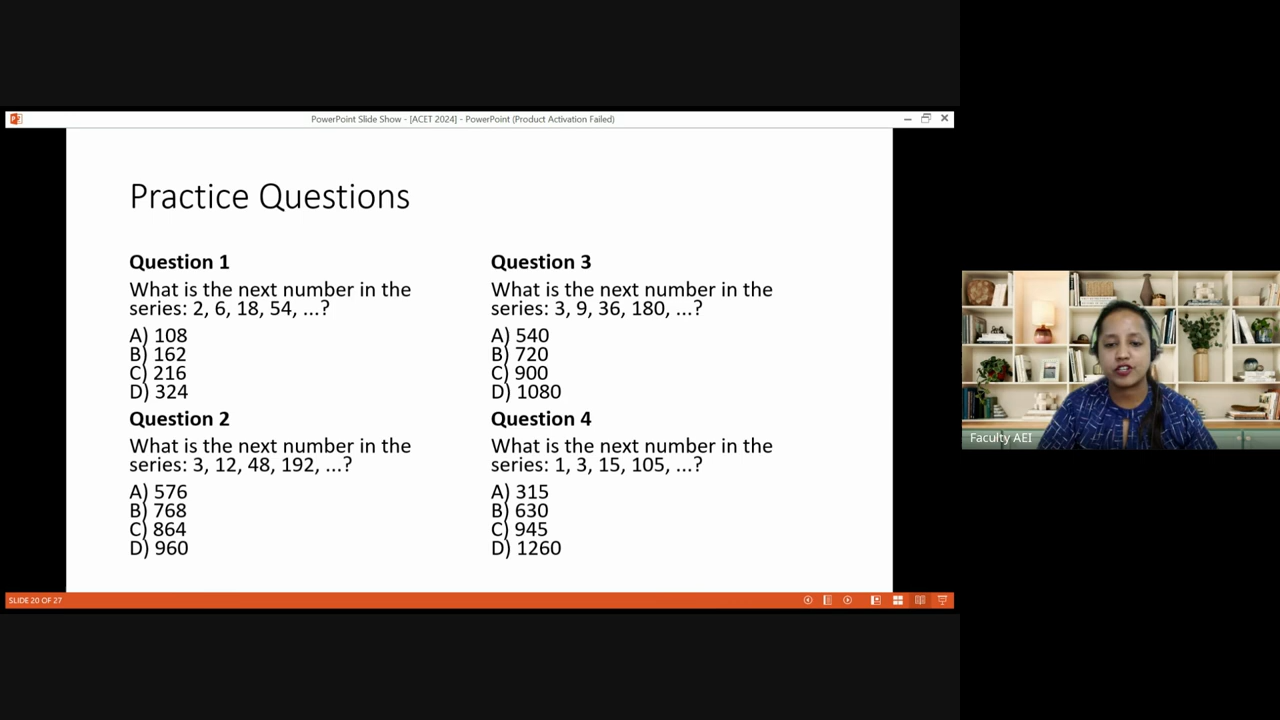 PowerPoint Slide Show - [ACET 2024] - PowerPoint (Product Activation Failed)
Practice Questions
Question 1
What is the next number in the
series: 2, 6, 18, 54, ...?
A) 108
B) 162
C) 216
D) 324
Question 2
What is the next number in the
series: 3, 12, 48, 192, ...?
A) 576
B) 768
C) 864
D) 960
Question 3
What is the next number in the
series: 3, 9, 36, 180, ...?
A) 540
B) 720
C) 900
D) 1080
Question 4
What is the next number in the
series: 1, 3, 15, 105, ...?
A) 315
B) 630
C) 945
D) 1260
SLIDE 20 OF 27
Faculty AEI